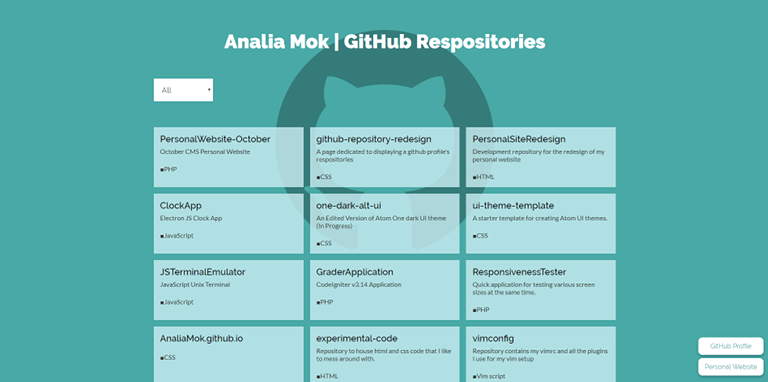 Analia Mok | GitHub Respositories
All
PersonalWebsite-October
October CMS Personal Website
■PHP
github-repository-redesign
A page dedicated to displaying a github profile's
respositories
■CSS
PersonalSiteRedesign
Development repository for the redesign of my
personal website
■HTML
ClockApp
Electron JS Clock App
■JavaScript
one-dark-alt-ui
An Edited Version of Atom One dark UI theme
(In Progress)
■CSS
ui-theme-template
A starter template for creating Atom UI themes.
■CSS
JSTerminalEmulator
JavaScript Unix Terminal
■JavaScript
GraderApplication
CodeIgniter v3.14 Application
■PHP
ResponsivenessTester
Quick application for testing various screen
sizes at the same time.
■PHP
AnaliaMok.github.io
■CSS
experimental-code
Repository to house html and css code that I like
to mess around with.
■HTML
vimconfig
Repository contains my vimrc and all the plugins
I use for my vim setup
■Vim script
GitHub Profile
Personal Website